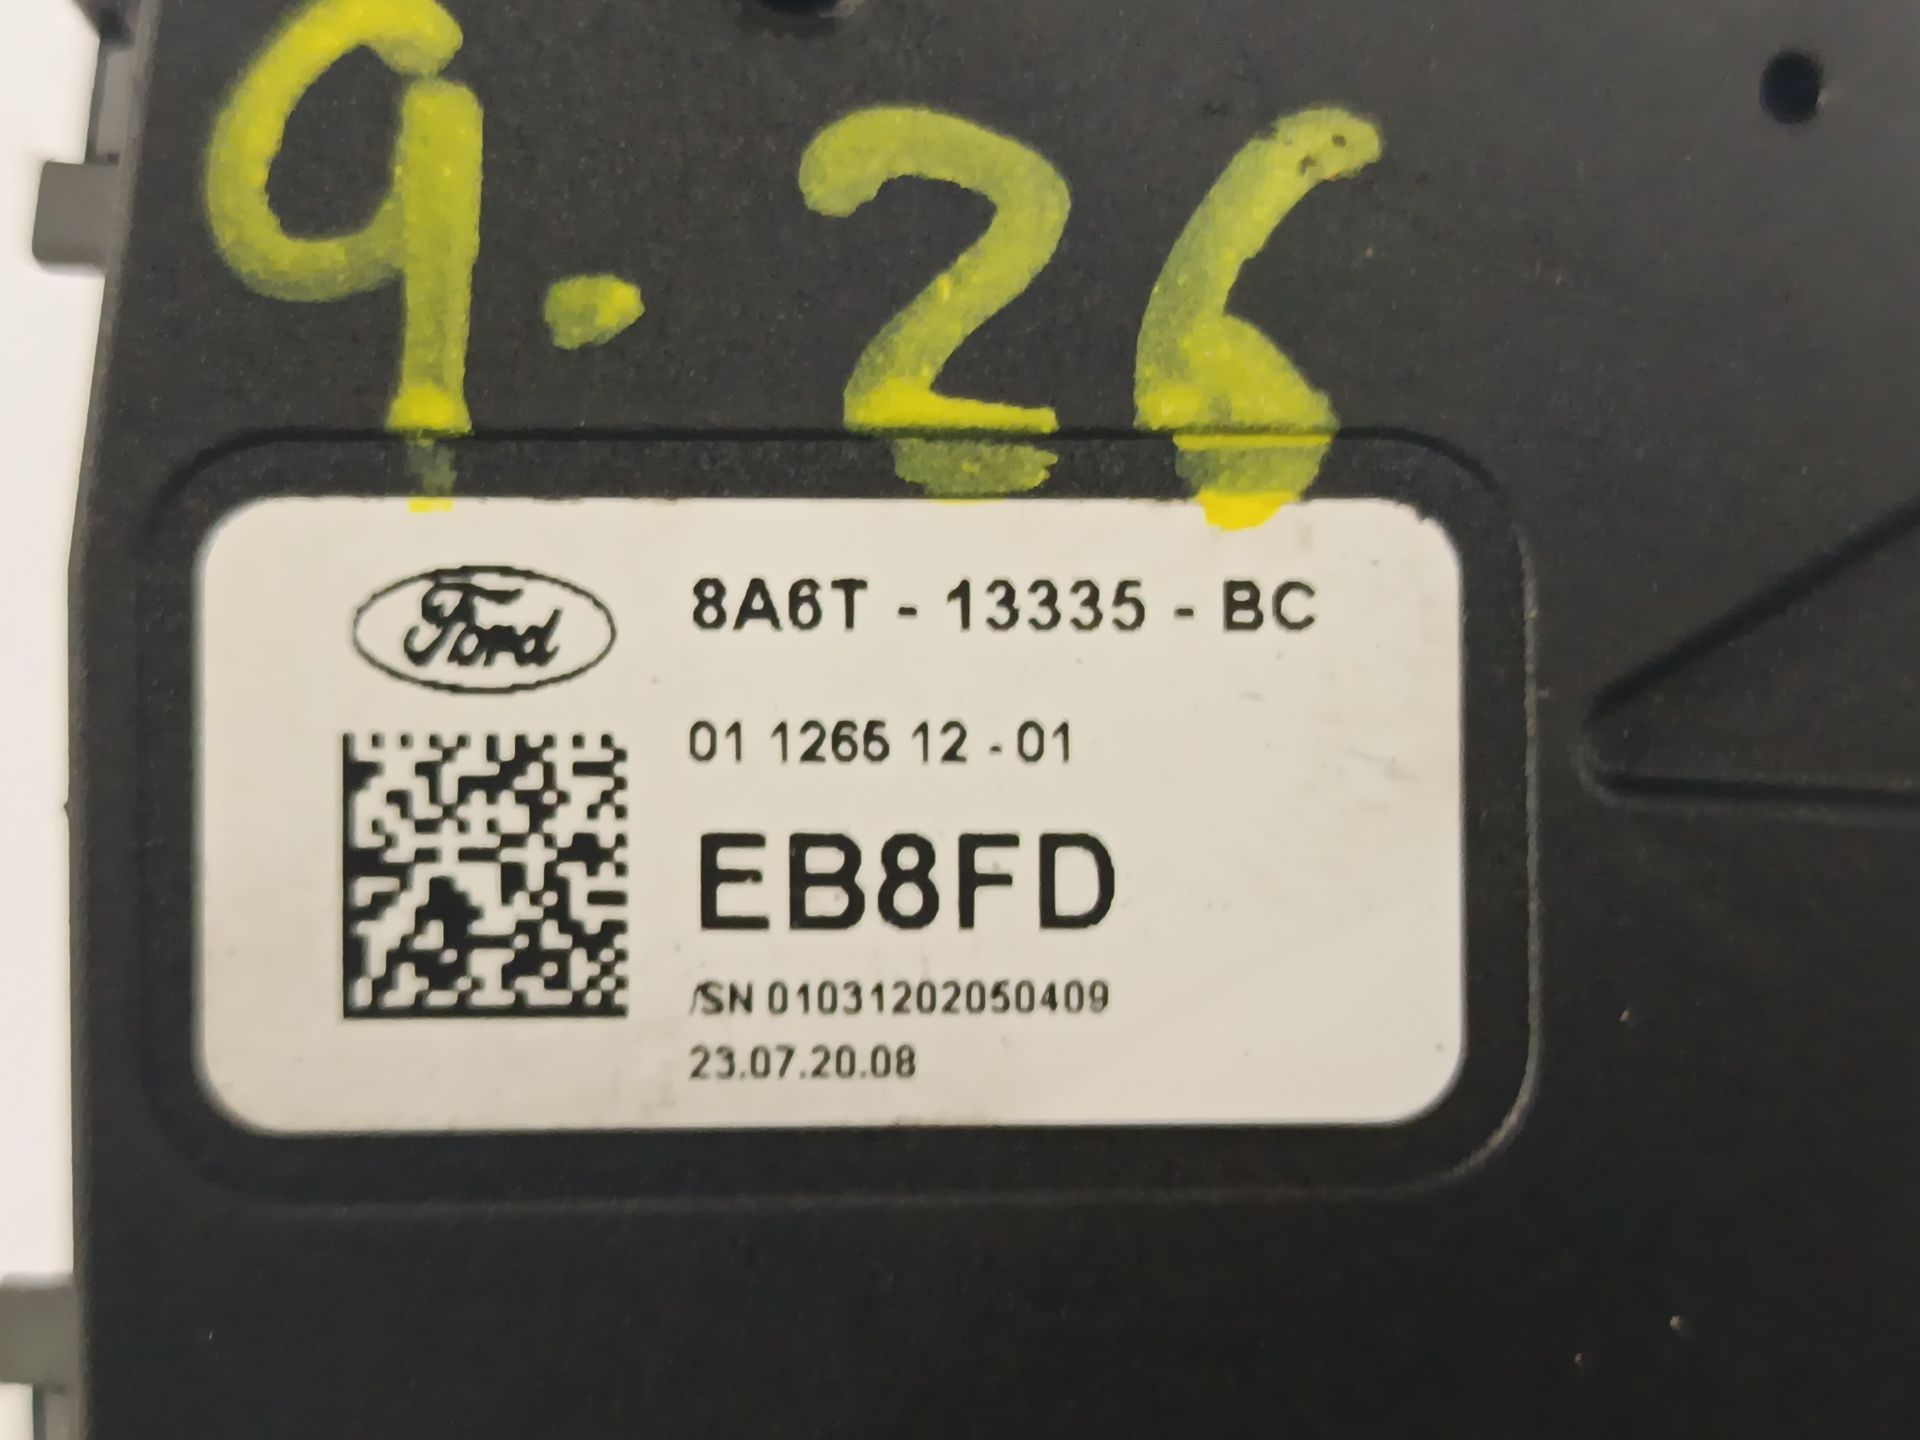 9.26
Ford
8A6T - 13335 - BC
01 1265 12 - 01
EB8FD
/SN 01031202050409
23.07.20.08